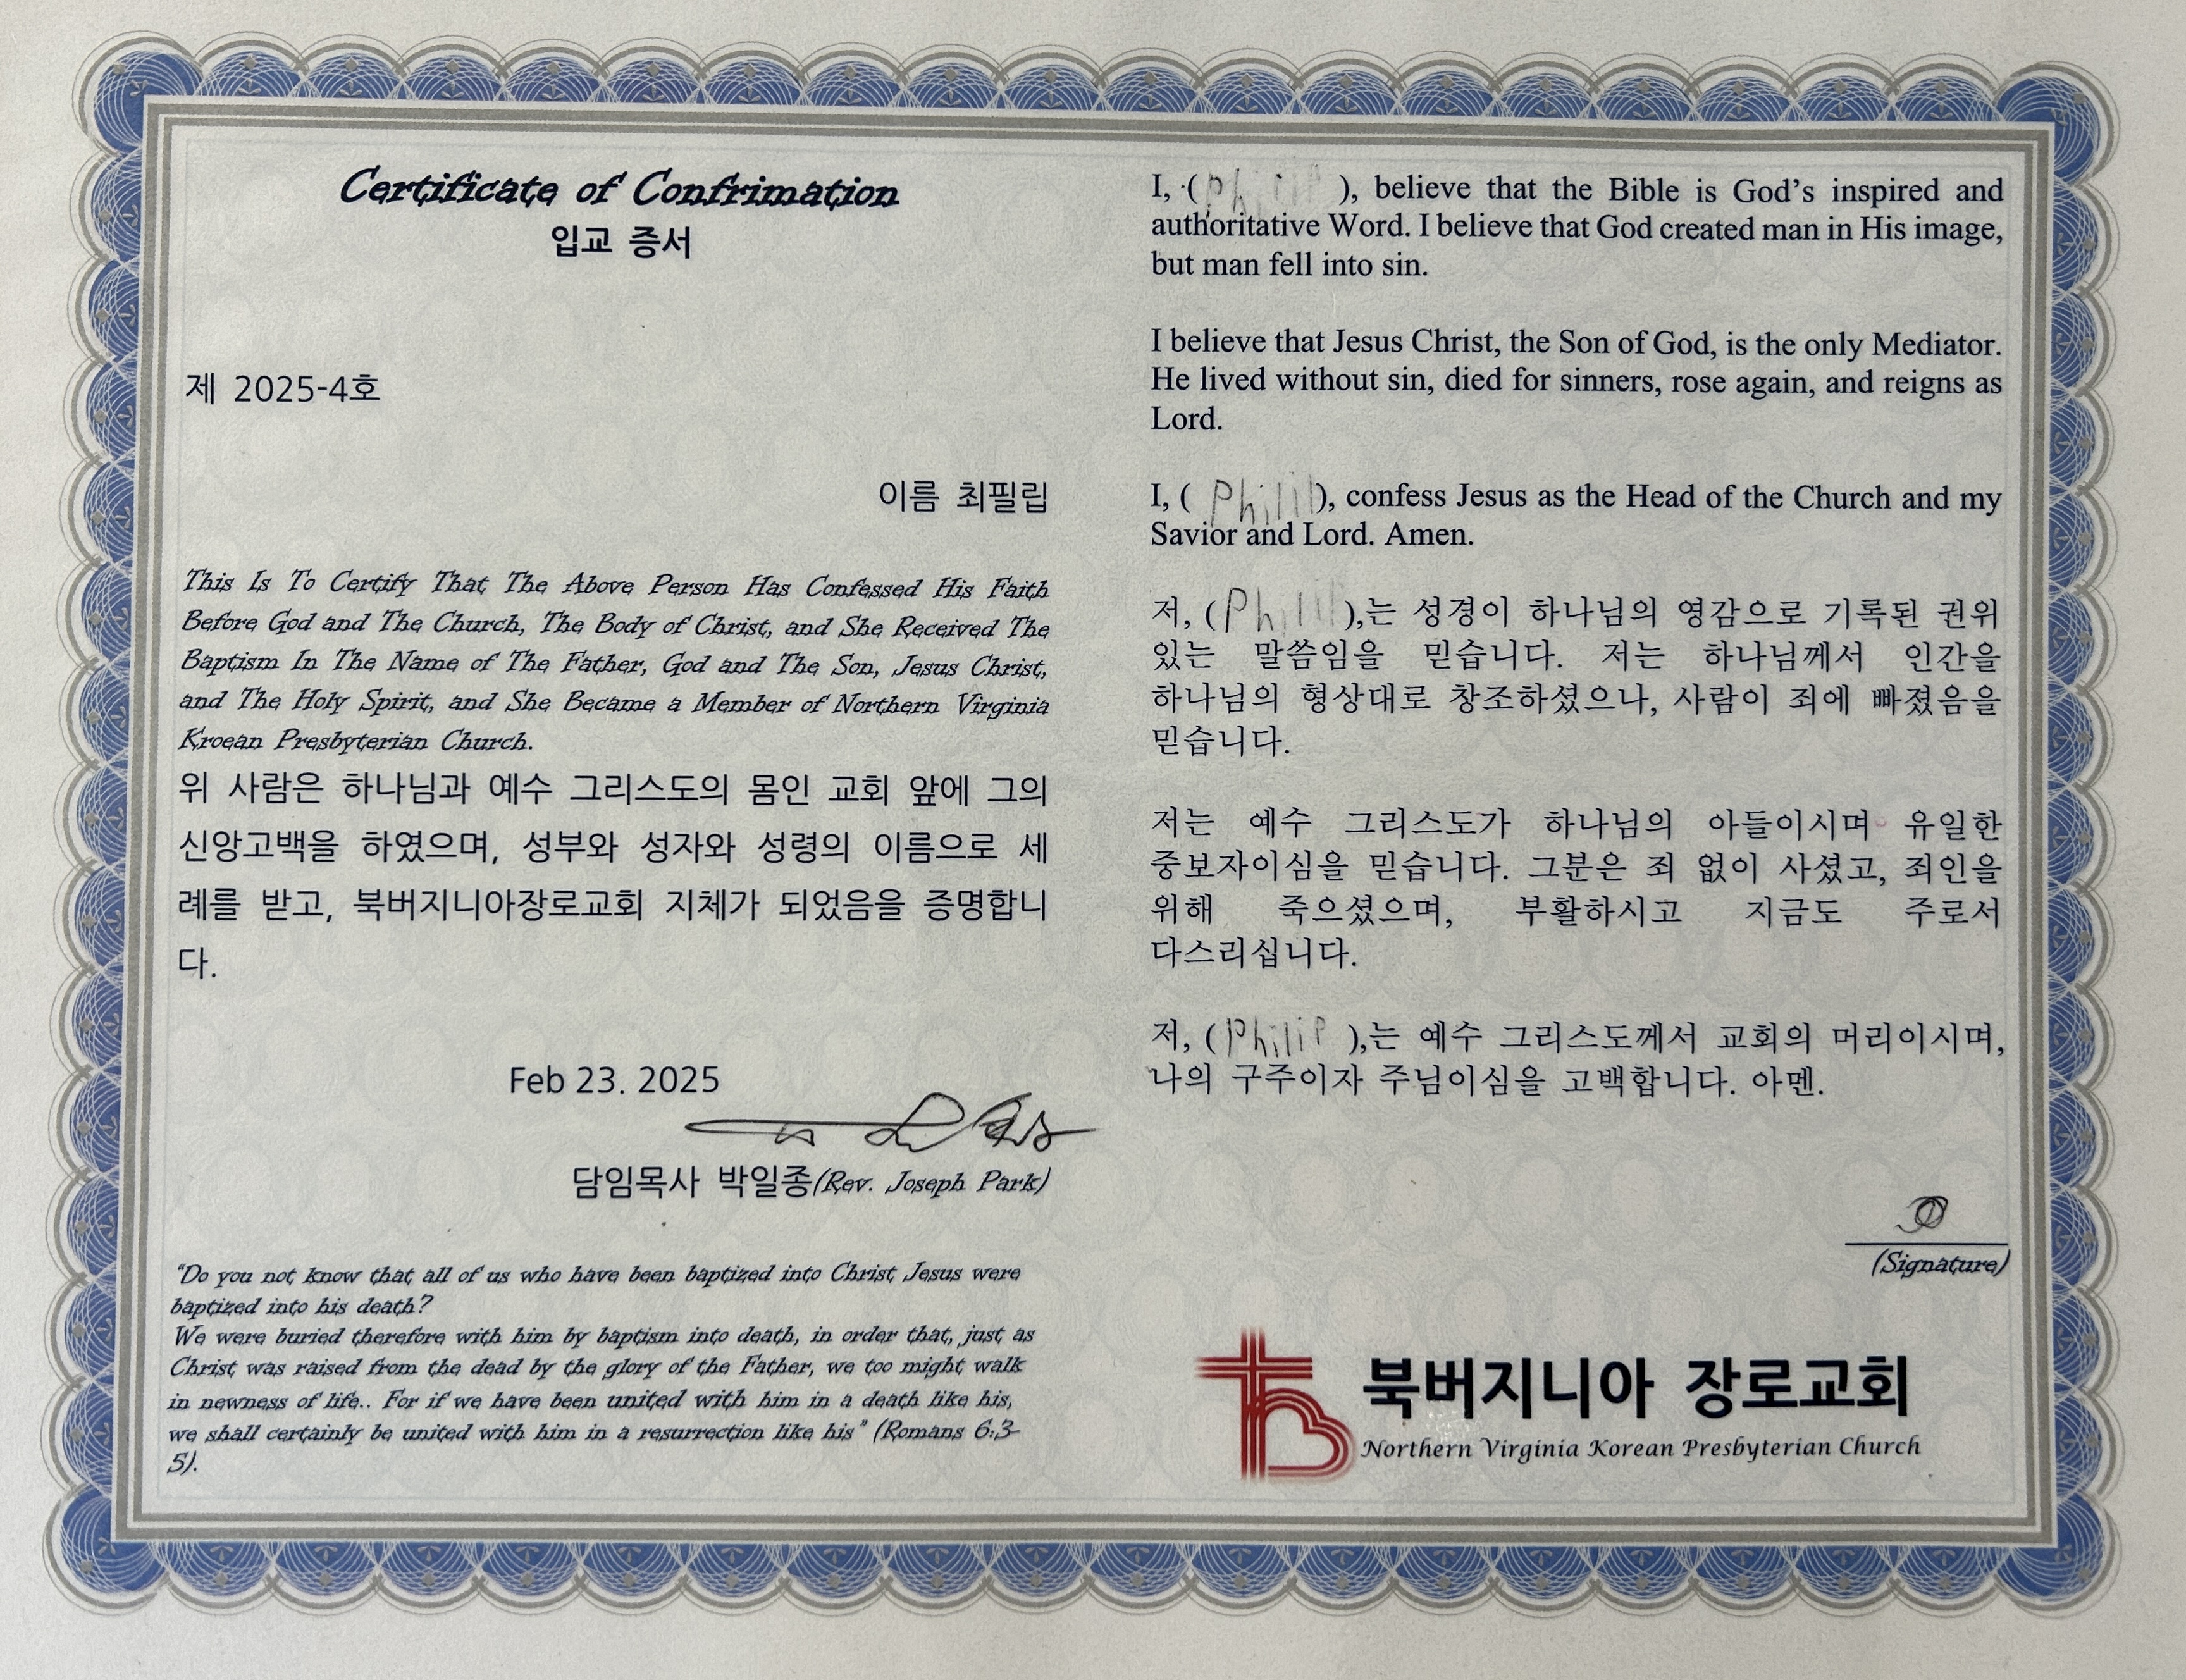 Certificate of Confrimation
입교 증서
제 2025-4호
이름 최필립
This Is To Certify That The Above Person Has Confessed His Faith
Before God and The Church, The Body of Christ, and She Received The
Baptism In The Name of The Father, God and The Son, Jesus Christ,
and The Holy Spirit, and She Became a Member of Northern Virginia
Kroean Presbyterian Church.
위 사람은 하나님과 예수 그리스도의 몸인 교회 앞에 그의
신앙고백을 하였으며, 성부와 성자와 성령의 이름으로 세
례를 받고, 북버지니아장로교회 지체가 되었음을 증명합니
다.
Feb 23. 2025
담임목사 박일종(Rev. Joseph Park)
“Do you not know that all of us who have been baptized into Christ Jesus were
baptized into his death?
We were buried therefore with him by baptism into death, in order that, just as
Christ was raised from the dead by the glory of the Father, we too might walk
in newness of life.. For if we have been united with him in a death like his,
we shall certainly be united with him in a resurrection like his” (Romans 6:3-
5).
I, ( ), believe that the Bible is God’s inspired and
authoritative Word. I believe that God created man in His image,
but man fell into sin.
I believe that Jesus Christ, the Son of God, is the only Mediator.
He lived without sin, died for sinners, rose again, and reigns as
Lord.
I, ( ), confess Jesus as the Head of the Church and my
Savior and Lord. Amen.
저, ( ),는 성경이 하나님의 영감으로 기록된 권위
있는 말씀임을 믿습니다. 저는 하나님께서 인간을
하나님의 형상대로 창조하셨으나, 사람이 죄에 빠졌음을
믿습니다.
저는 예수 그리스도가 하나님의 아들이시며 유일한
중보자이심을 믿습니다. 그분은 죄 없이 사셨고, 죄인을
위해 죽으셨으며, 부활하시고 지금도 주로서
다스리십니다.
저, (Philip ),는 예수 그리스도께서 교회의 머리이시며,
나의 구주이자 주님이심을 고백합니다. 아멘.
(Signature)
북버지니아 장로교회
Northern Virginia Korean Presbyterian Church